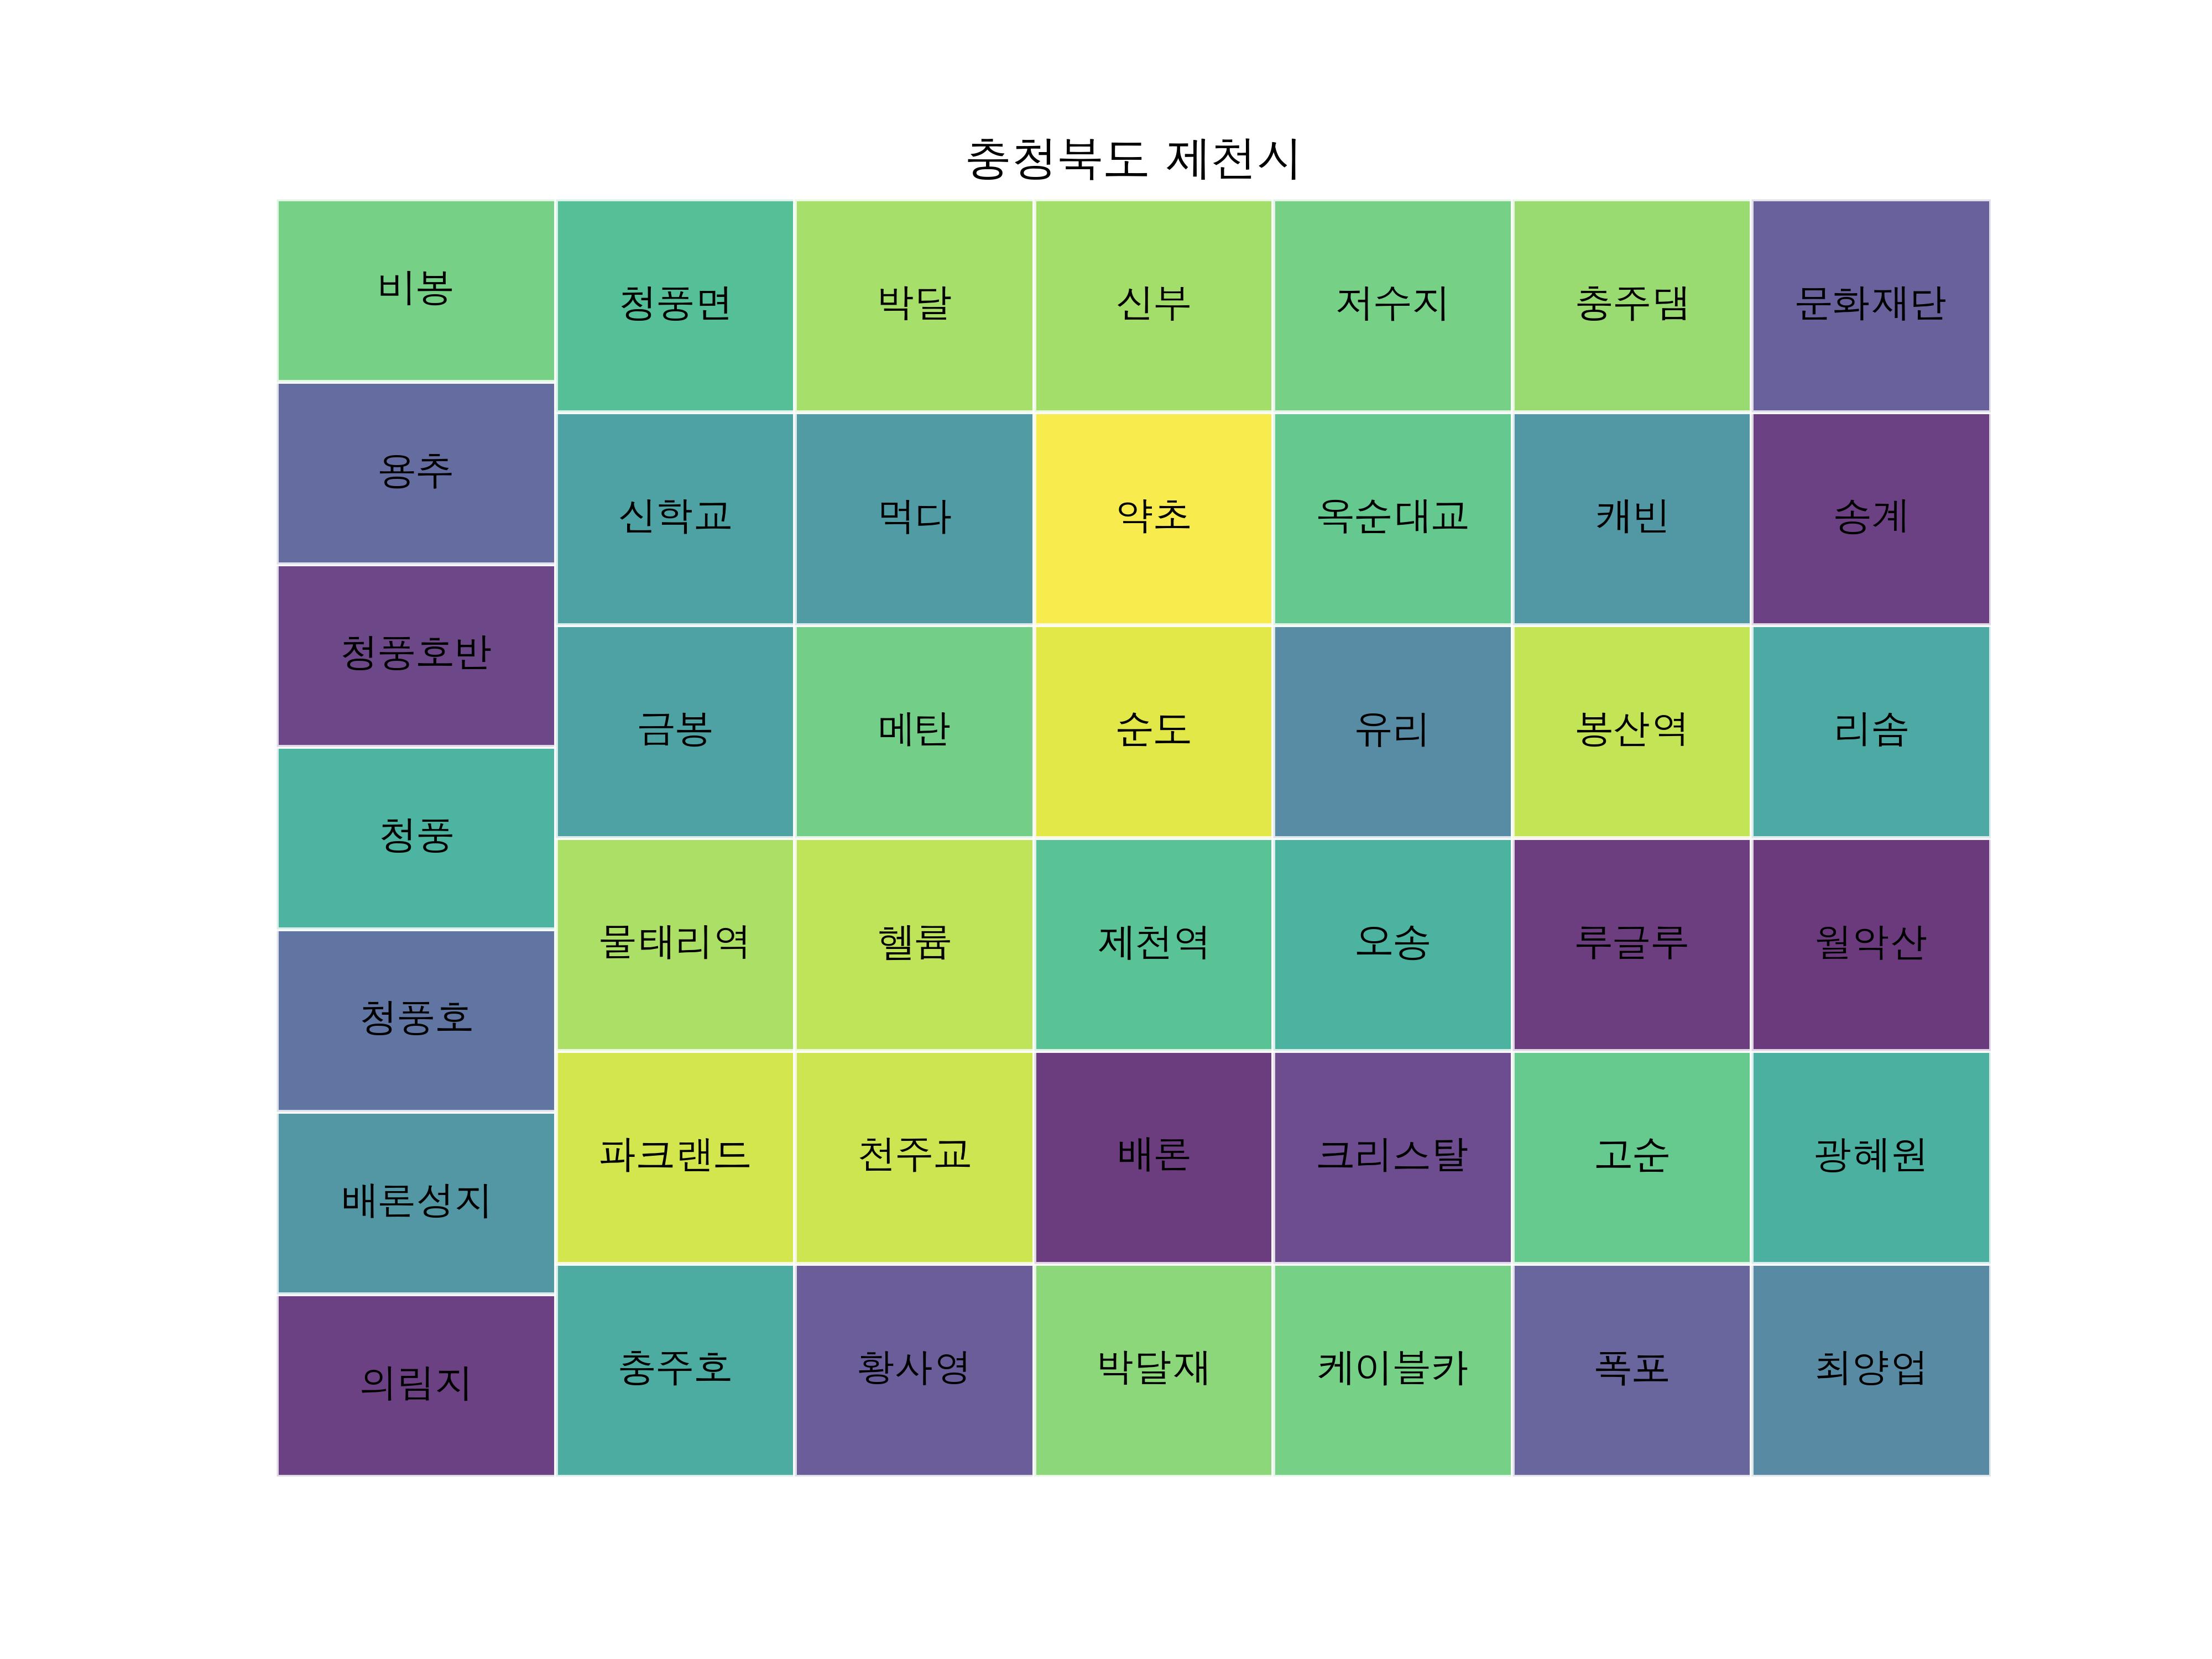 충청북도 제천시
비봉
용추
청풍호반
청풍
청풍호
배론성지
의림지
청풍면
박달
신부
저수지
충주댐
문화재단
신학교
먹다
약초
옥순대교
캐빈
송계
금봉
메탄
순도
유리
봉산역
리솜
물태리역
헬륨
제천역
오송
루글루
월악산
파크랜드
천주교
배론
크리스탈
고순
광혜원
충주호
황사영
박달재
케이블카
폭포
최양업